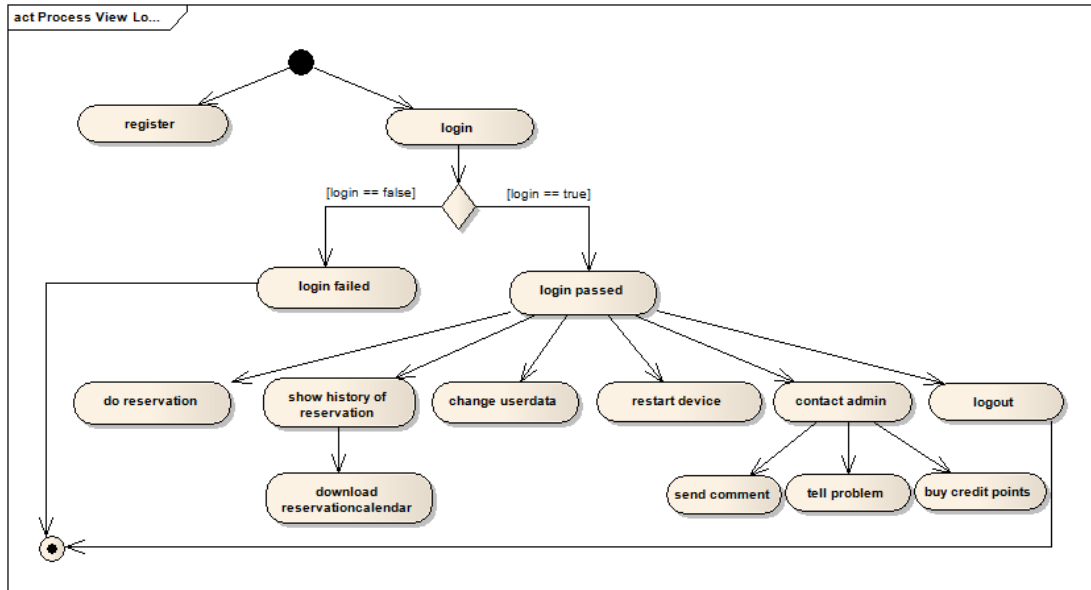 act Process View Lo...
register
login
[login == false]
[login == true]
login failed
login passed
do reservation
show history of
reservation
change userdata
restart device
contact admin
logout
download
reservationcalendar
send comment
tell problem
buy credit points